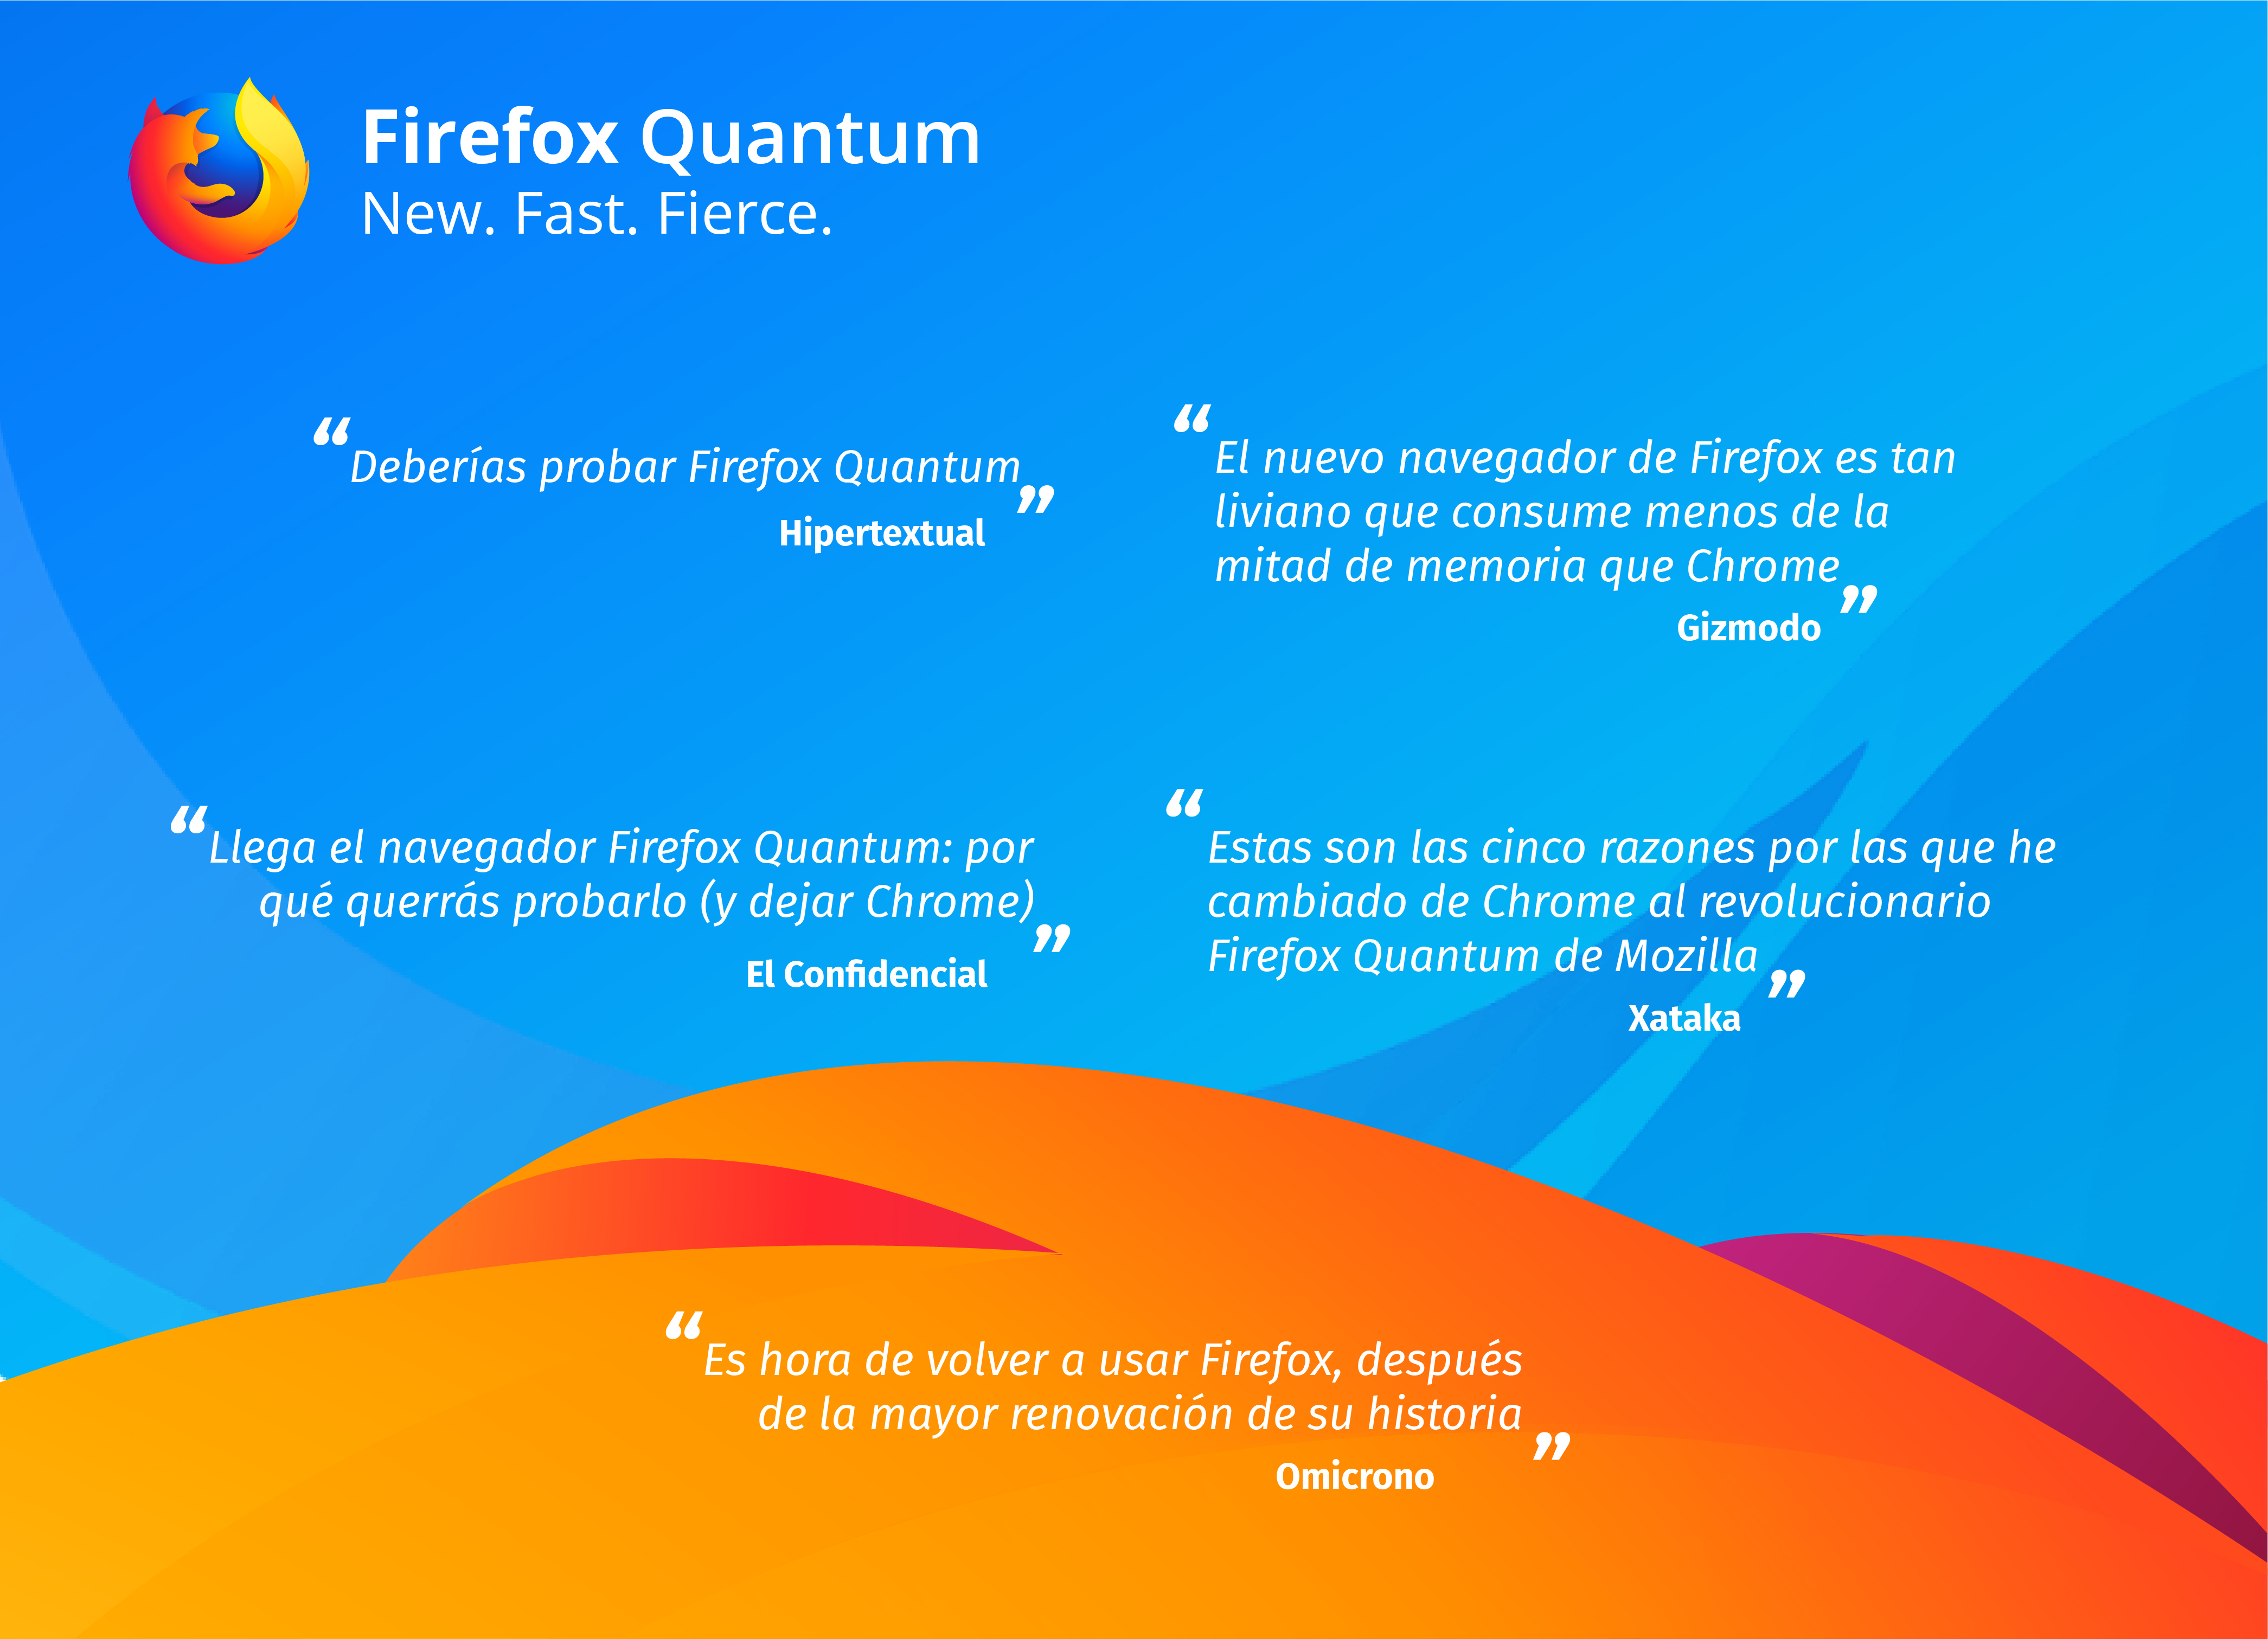 Firefox Quantum
New. Fast. Fierce.
“Deberías probar Firefox Quantum”
Hipertextual
“El nuevo navegador de Firefox es tan
liviano que consume menos de la
mitad de memoria que Chrome”
Gizmodo
“Llega el navegador Firefox Quantum: por
qué querrás probarlo (y dejar Chrome)”
El Confidencial
“Estas son las cinco razones por las que he
cambiado de Chrome al revolucionario
Firefox Quantum de Mozilla”
Xataka
“Es hora de volver a usar Firefox, después
de la mayor renovación de su historia”
Omicrono